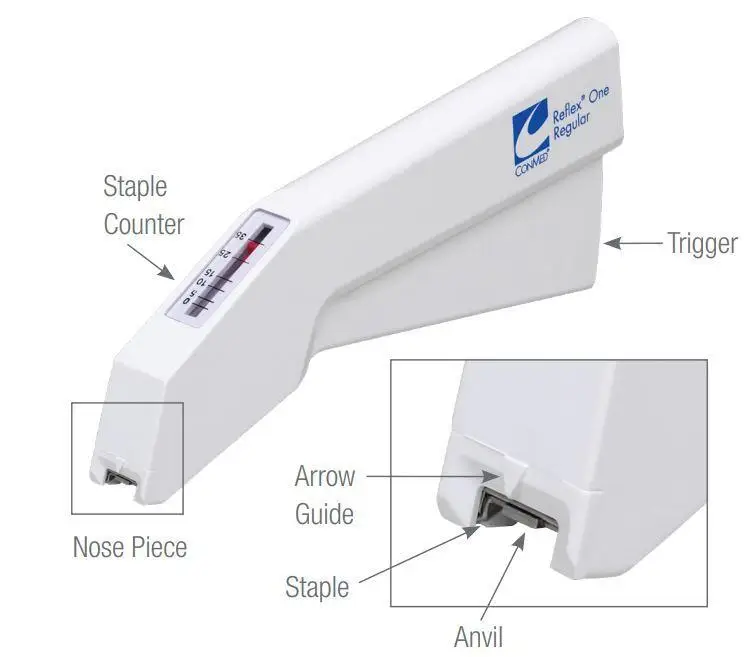 Reflex® One
Regular
CONMED®
Staple
Counter
35
25
15
10
5
0
Trigger
Nose Piece
Arrow
Guide
Staple
Anvil